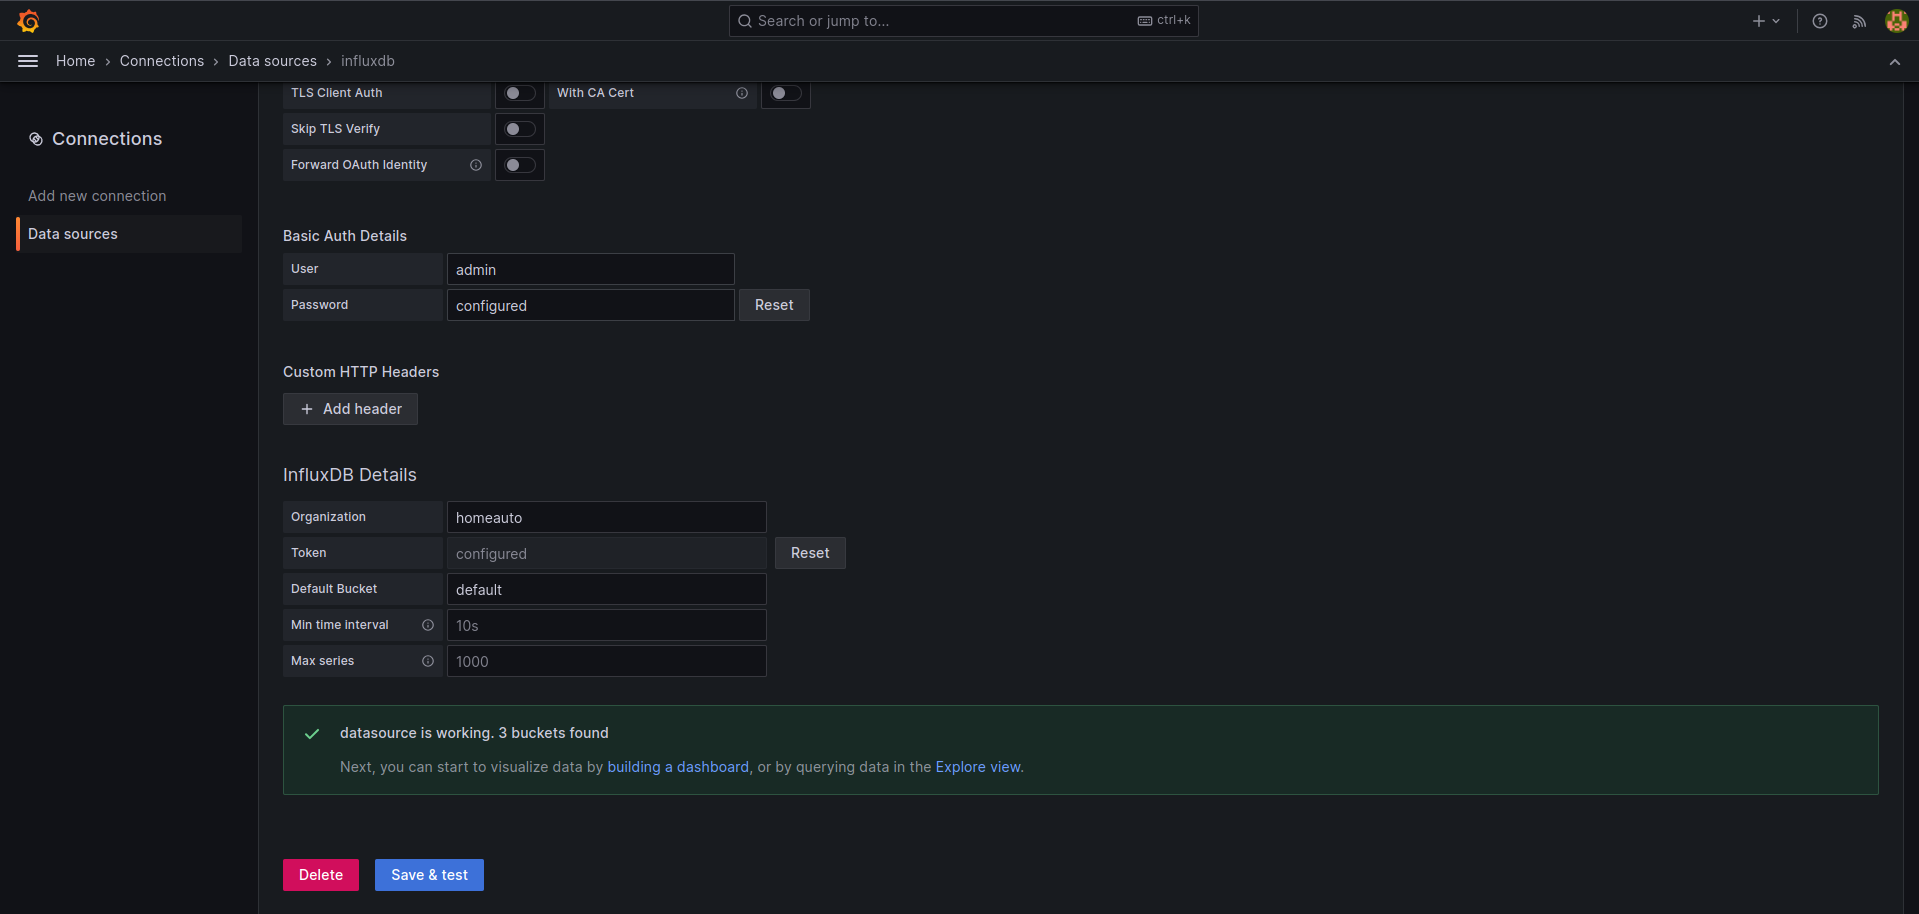 Search or jump to...
ctrl+k
Home › Connections › Data sources › influxdb
Connections
Add new connection
Data sources
TLS Client Auth
With CA Cert
Skip TLS Verify
Forward OAuth Identity
Basic Auth Details
User
admin
Password
configured
Reset
Custom HTTP Headers
+ Add header
InfluxDB Details
Organization
homeauto
Token
configured
Reset
Default Bucket
default
Min time interval
10s
Max series
1000
datasource is working. 3 buckets found
Next, you can start to visualize data by building a dashboard, or by querying data in the Explore view.
Delete
Save & test